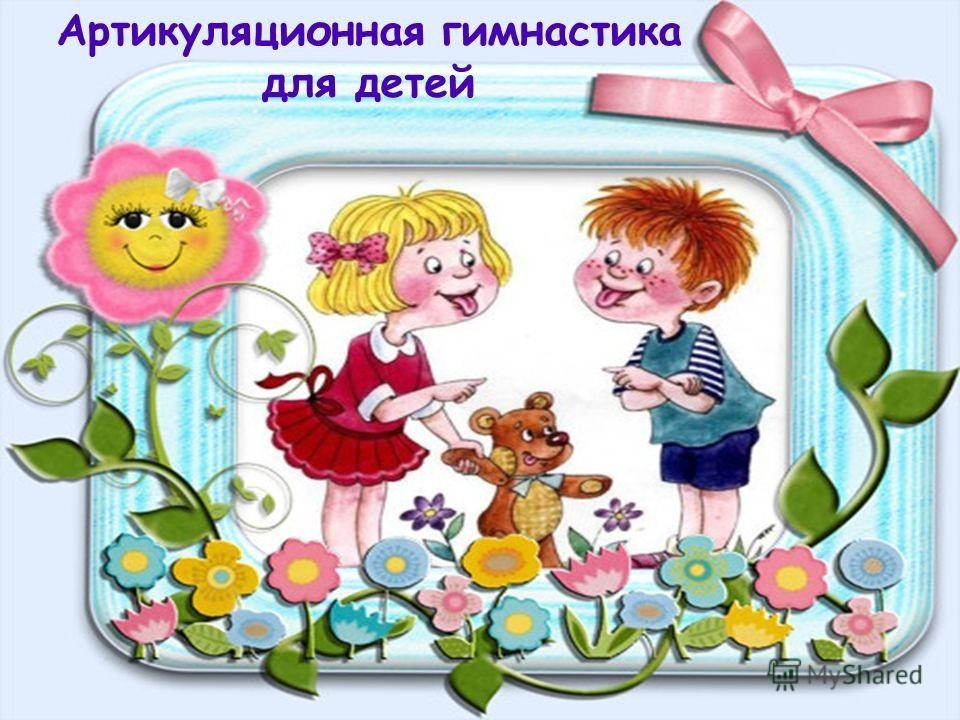 Артикуляционная гимнастика
для детей
MyShared